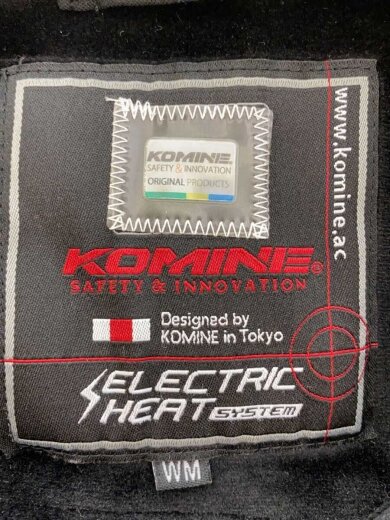 KOMINE
SAFETY & INNOVATION
ORIGINAL PRODUCTS
www.komine.ac
KOMINE®
SAFETY & INNOVATION
Designed by
KOMINE in Tokyo
ELECTRIC
HEAT SYSTEM
WM